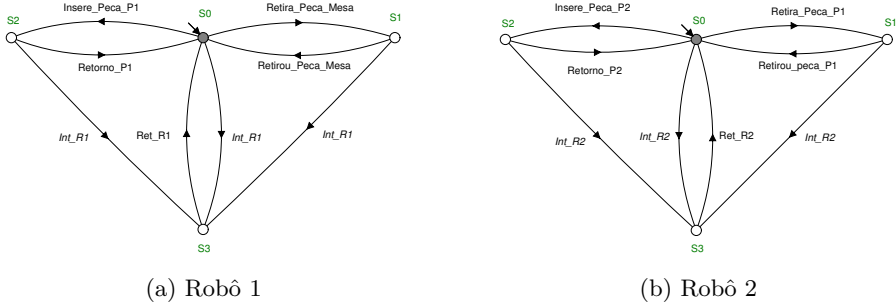 S2
Insere_Peca_P1
S0
Retira_Peca_Mesa
S1
Retorno_P1
Retirou_Peca_Mesa
Int_R1
Ret_R1
Int_R1
Int_R1
S3
(a) Robô 1
S2
Insere_Peca_P2
S0
Retira_Peca_P1
S1
Retorno_P2
Retirou_peca_P1
Int_R2
Int_R2
Ret_R2
Int_R2
S3
(b) Robô 2